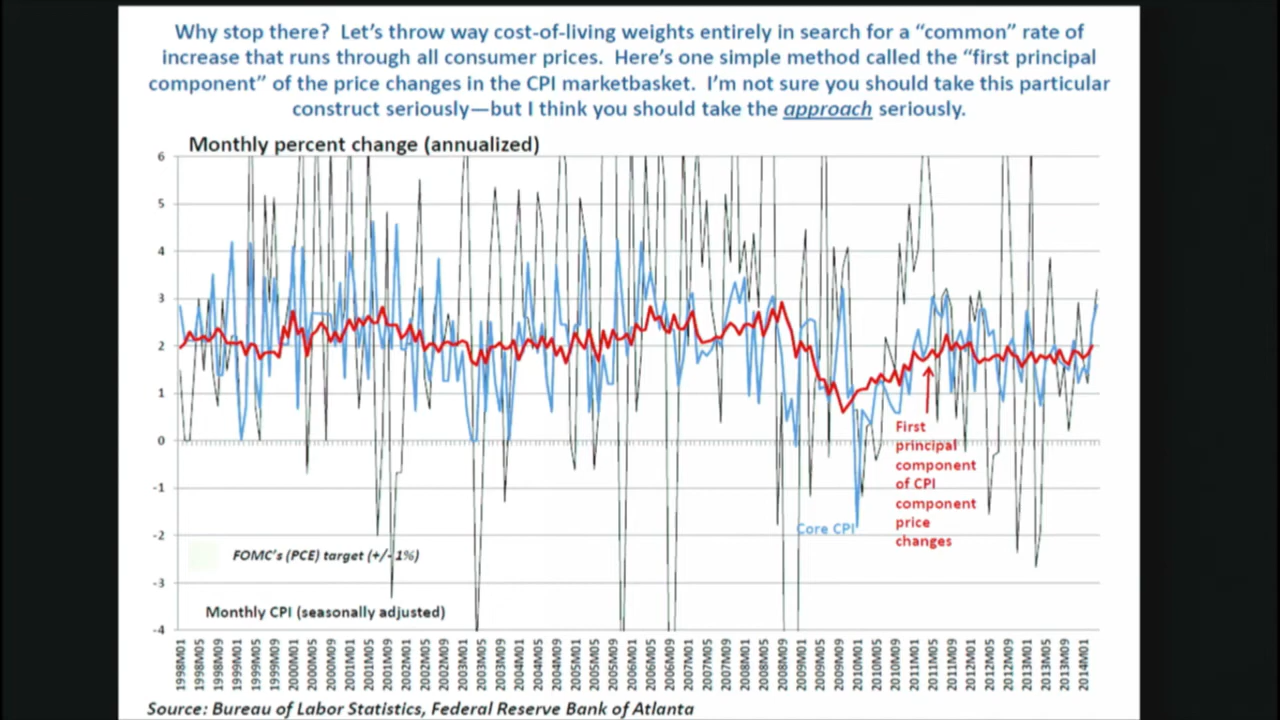 Why stop there? Let's throw way cost-of-living weights entirely in search for a "common" rate of
increase that runs through all consumer prices. Here's one simple method called the "first principal
component" of the price changes in the CPI marketbasket. I'm not sure you should take this particular
construct seriously—but I think you should take the approach seriously.
Monthly percent change (annualized)
6
5
4
3
2
1
0
-1
-2
-3
-4
First
principal
component
of CPI
component
price
changes
Core CPI
FOMC's (PCE) target (+/- 1%)
Monthly CPI (seasonally adjusted)
1998M01
1998M05
1998M09
1999M01
1999M05
1999M09
2000M01
2000M05
2000M09
2001M01
2001M05
2001M09
2002M01
2002M05
2002M09
2003M01
2003M05
2003M09
2004M01
2004M05
2004M09
2005M01
2005M05
2005M09
2006M01
2006M05
2006M09
2007M01
2007M05
2007M09
2008M01
2008M05
2008M09
2009M01
2009M05
2009M09
2010M01
2010M05
2010M09
2011M01
2011M05
2011M09
2012M01
2012M05
2012M09
2013M01
2013M05
2013M09
2014M01
Source: Bureau of Labor Statistics, Federal Reserve Bank of Atlanta